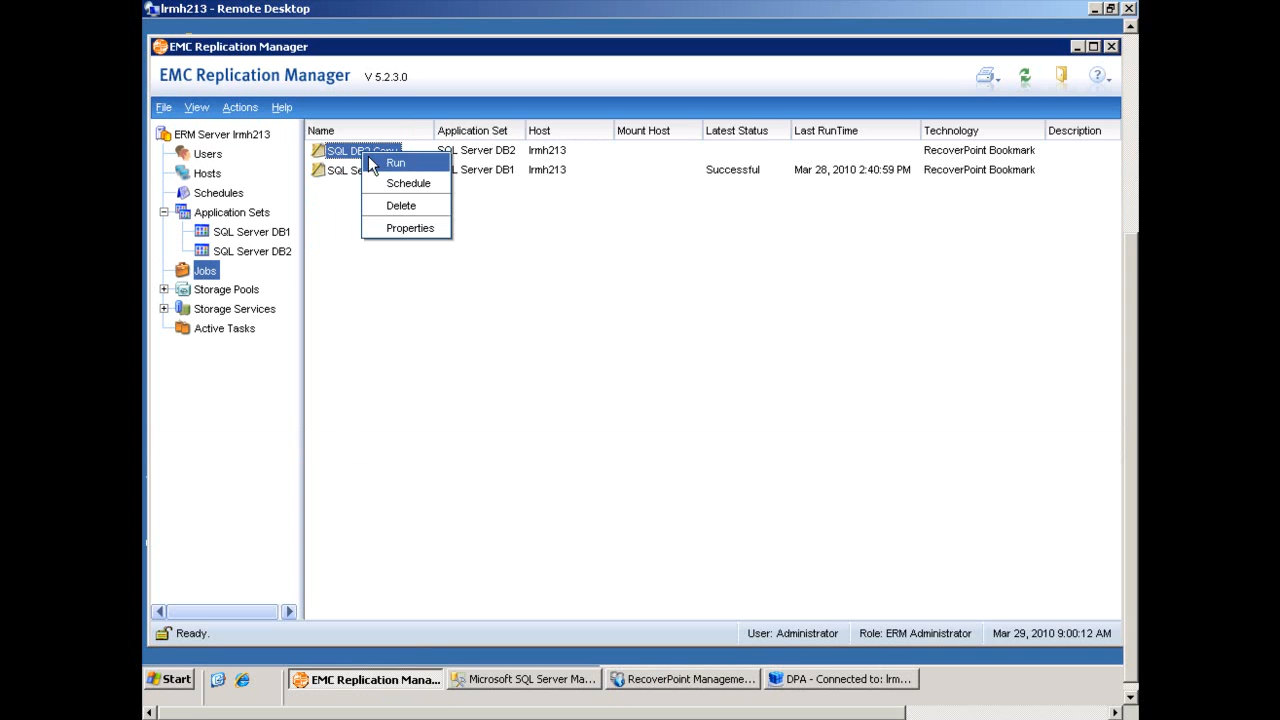 lrmh213 - Remote Desktop
EMC Replication Manager
EMC Replication Manager V 5.2.3.0
File View Actions Help
ERM Server lrmh213
Users
Hosts
Schedules
Application Sets
SQL Server DB1
SQL Server DB2
Jobs
Storage Pools
Storage Services
Active Tasks
Name Application Set Host Mount Host Latest Status Last RunTime Technology Description
SQL DB2 Copy SQL Server DB2 lrmh213 RecoverPoint Bookmark
SQL Se SQL Server DB1 lrmh213 Successful Mar 28, 2010 2:40:59 PM RecoverPoint Bookmark
Run
Schedule
Delete
Properties
Ready. User: Administrator Role: ERM Administrator Mar 29, 2010 9:00:12 AM
Start EMC Replication Mana... Microsoft SQL Server Ma... RecoverPoint Manageme... DPA - Connected to: lrm...